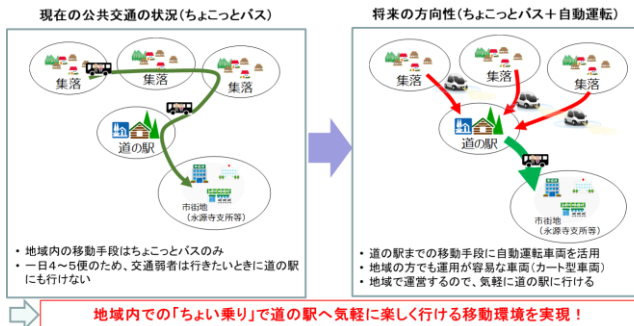 現在の公共交通の状況(ちょこっとバス)
集落
集落
集落
道の駅
市街地
(永源寺支所等)
・地域内の移動手段はちょこっとバスのみ
・一日4~5便のため、交通弱者は行きたいときに道の駅
にも行けない
将来の方向性(ちょこっとバス+自動運転)
集落
集落
集落
道の駅
市街地
(永源寺支所等)
・道の駅までの移動手段に自動運転車両を活用
・地域の方でも運用が容易な車両(カート型車両)
・地域で運営するので、気軽に道の駅に行ける
地域内での「ちょい乗り」で道の駅へ気軽に楽しく行ける移動環境を実現!